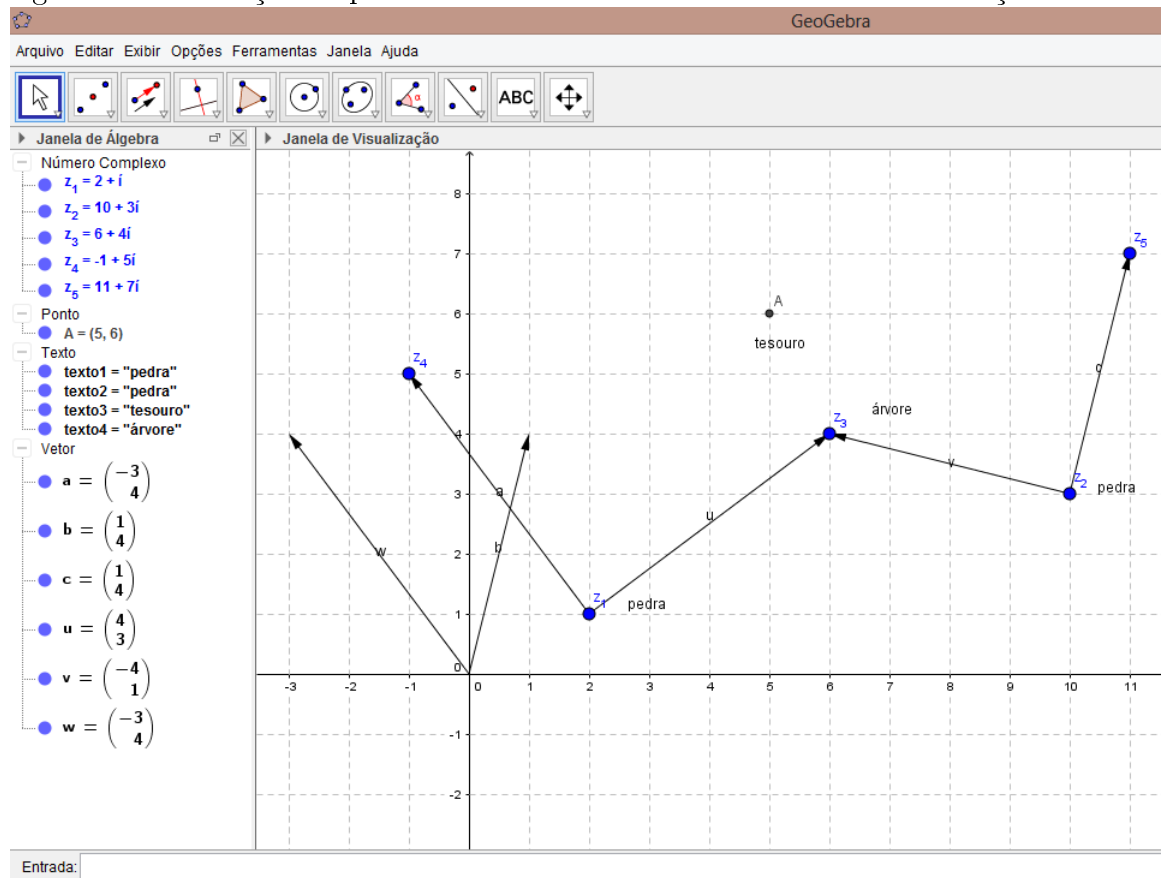 GeoGebra
Arquivo Editar Exibir Opções Ferramentas Janela Ajuda
ABC
Janela de Álgebra
Janela de Visualização
Número Complexo
z1 = 2 + í
z2 = 10 + 3í
z3 = 6 + 4í
z4 = -1 + 5í
z5 = 11 + 7í
Ponto
A = (5, 6)
Texto
texto1 = "pedra"
texto2 = "pedra"
texto3 = "tesouro"
texto4 = "árvore"
Vetor
a = (-3 4)
b = (1 4)
c = (1 4)
u = (4 3)
v = (-4 1)
w = (-3 4)
8
7
6
5
4
3
2
1
0
-1
-2
-3 -2 -1 0 1 2 3 4 5 6 7 8 9 10 11
z5
A
tesouro
z4
árvore
z3
c
v
z2
pedra
a
u
w
b
z1
pedra
Entrada: